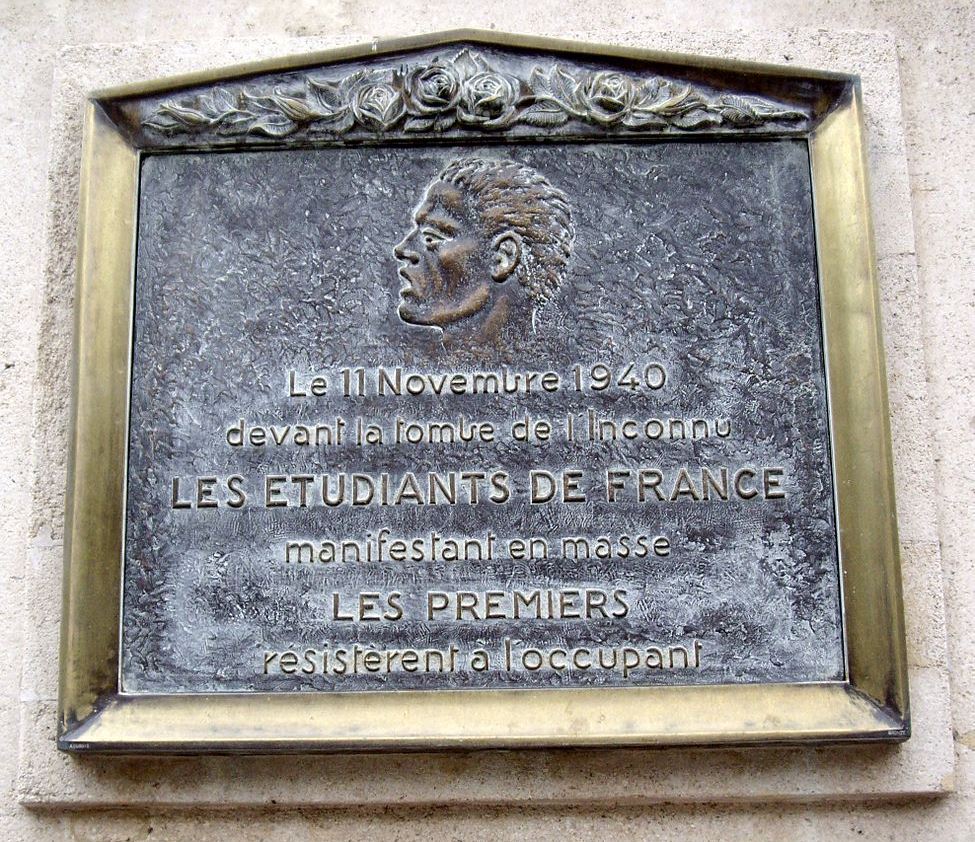 Le 11 Novembre 1940
devant la tombe de l'Inconnu
LES ETUDIANTS DE FRANCE
manifestant en masse
LES PREMIERS
résistèrent à l'occupant